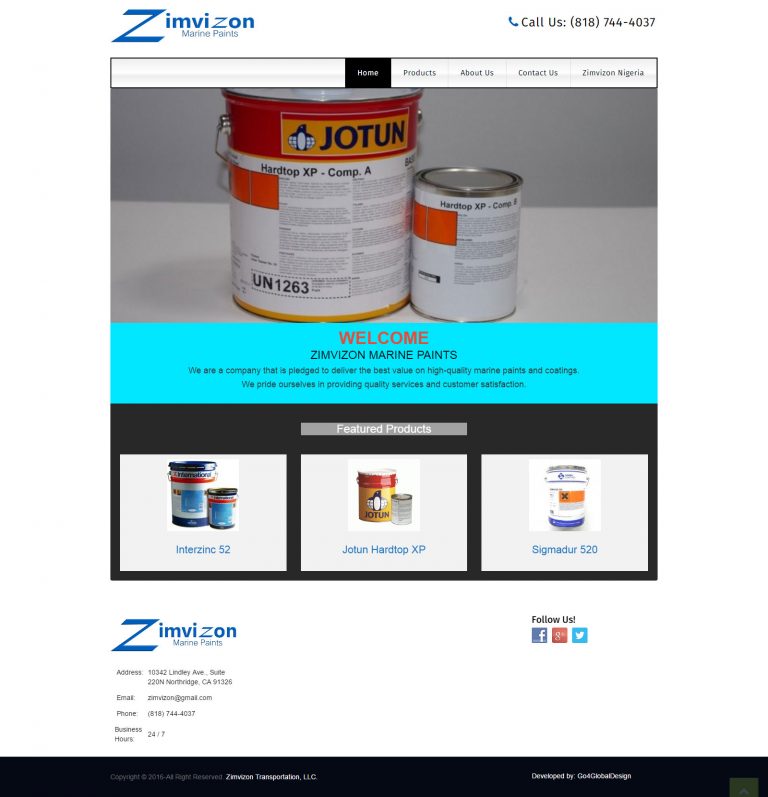 Zimvizon
Marine Paints
Call Us: (818) 744-4037
Home Products About Us Contact Us Zimvizon Nigeria
JOTUN
Hardtop XP - Comp. A
BASE
Hardtop XP - Comp. B
UN1263
WELCOME
ZIMVIZON MARINE PAINTS
We are a company that is pledged to deliver the best value on high-quality marine paints and coatings.
We pride ourselves in providing quality services and customer satisfaction.
Featured Products
International
JOTUN
Interzinc 52 Jotun Hardtop XP Sigmadur 520
Zimvizon
Marine Paints
Follow Us!
Address: 10342 Lindley Ave., Suite
220N Northridge, CA 91326
Email: zimvizon@gmail.com
Phone: (818) 744-4037
Business
Hours: 24 / 7
Copyright © 2016-All Right Reserved. Zimvizon Transportation, LLC. Developed by: Go4GlobalDesign